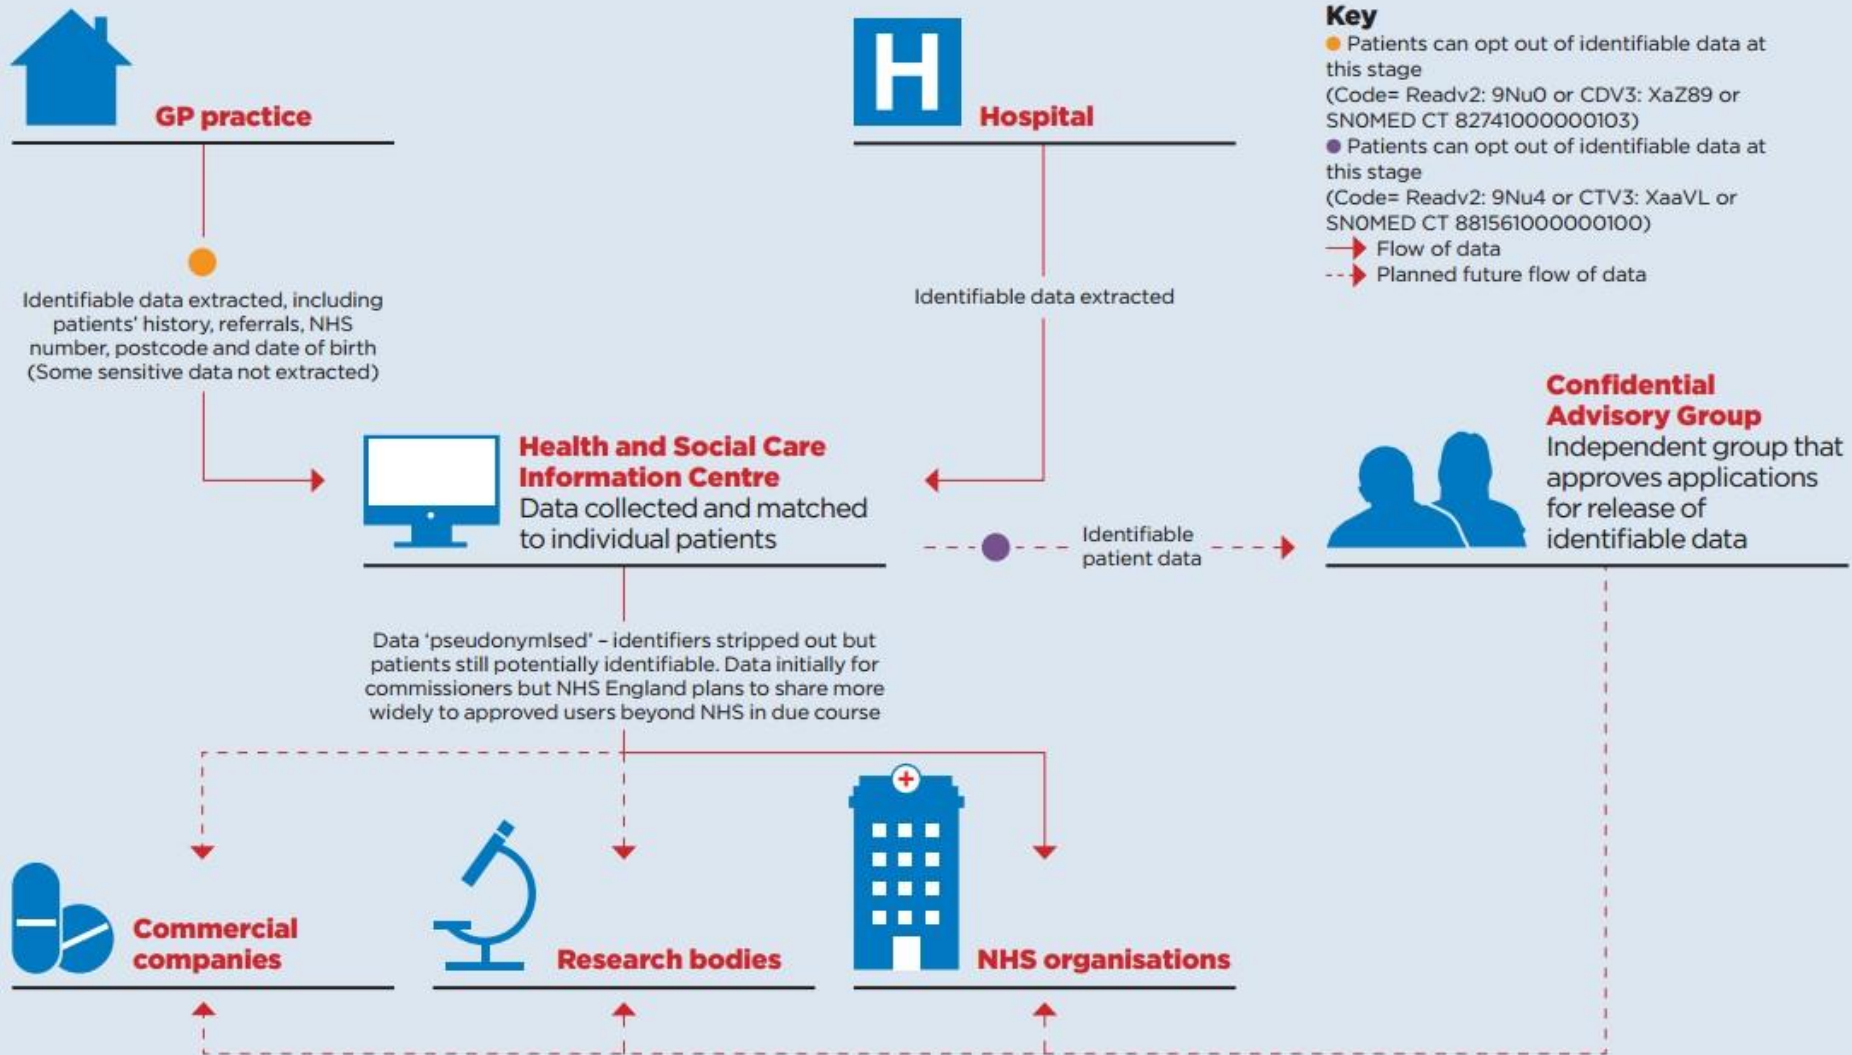 GP practice
H
Hospital
Key
Patients can opt out of identifiable data at
this stage
(Code= Readv2: 9Nu0 or CDV3: XaZ89 or
SN0MED CT 82741000000103)
Patients can opt out of identifiable data at
this stage
(Code= Readv2: 9Nu4 or CTV3: XaaVL or
SN0MED CT 881561000000100)
Flow of data
Planned future flow of data
Identifiable data extracted, including
patients' history, referrals, NHS
number, postcode and date of birth
(Some sensitive data not extracted)
Identifiable data extracted
Health and Social Care
Information Centre
Data collected and matched
to individual patients
Identifiable
patient data
Confidential
Advisory Group
Independent group that
approves applications
for release of
identifiable data
Data 'pseudonymlsed' – identifiers stripped out but
patients still potentially identifiable. Data initially for
commissioners but NHS England plans to share more
widely to approved users beyond NHS in due course
Commercial
companies
Research bodies
NHS organisations